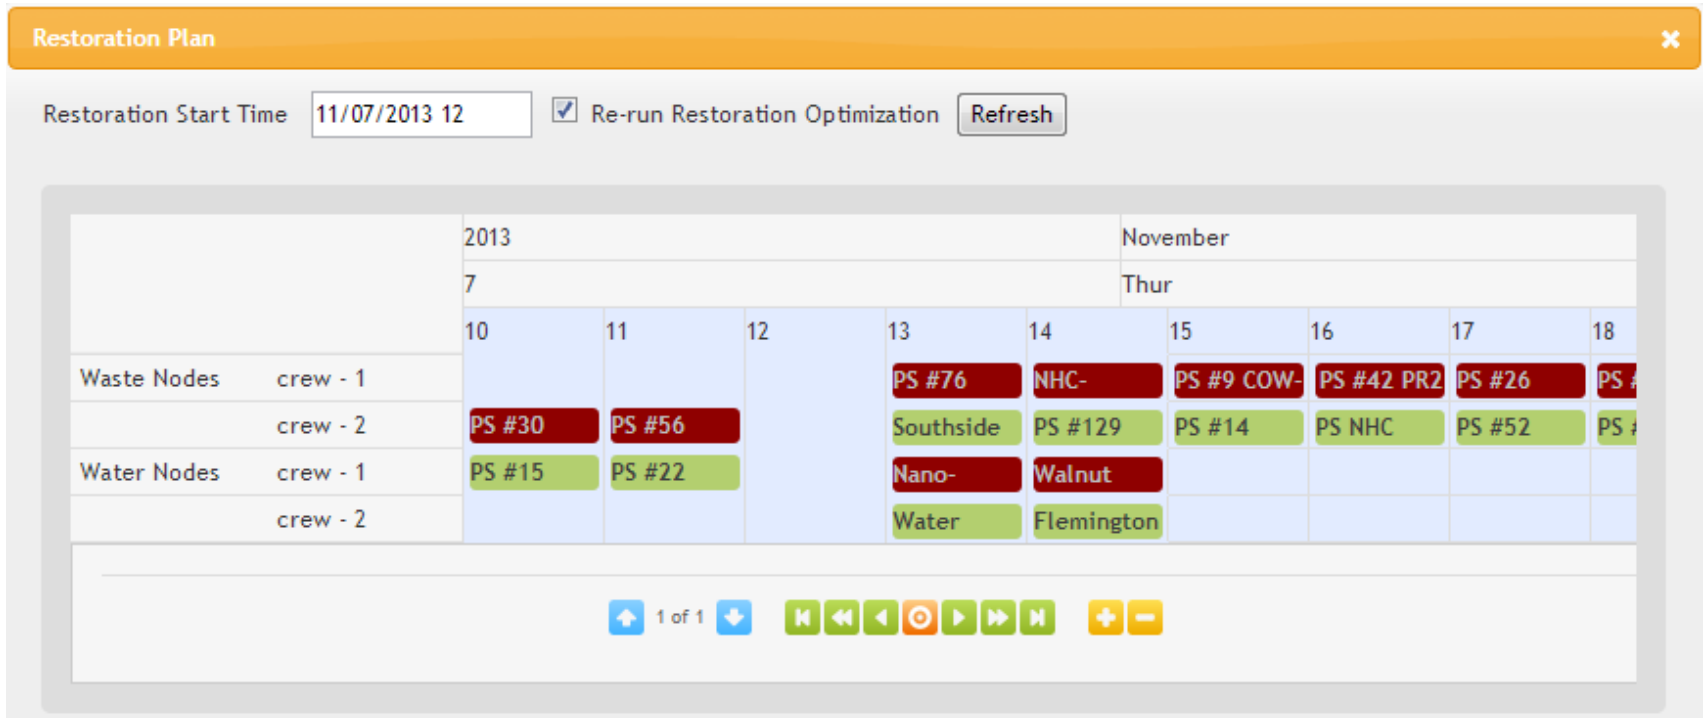 Restoration Plan
Restoration Start Time 11/07/2013 12 Re-run Restoration Optimization Refresh
2013 November
7 Thur
10 11 12 13 14 15 16 17 18
Waste Nodes crew - 1 PS #76 NHC- PS #9 COW- PS #42 PR2 PS #26 PS #
crew - 2 PS #30 PS #56 Southside PS #129 PS #14 PS NHC PS #52 PS #
Water Nodes crew - 1 PS #15 PS #22 Nano- Walnut
crew - 2 Water Flemington
1 of 1